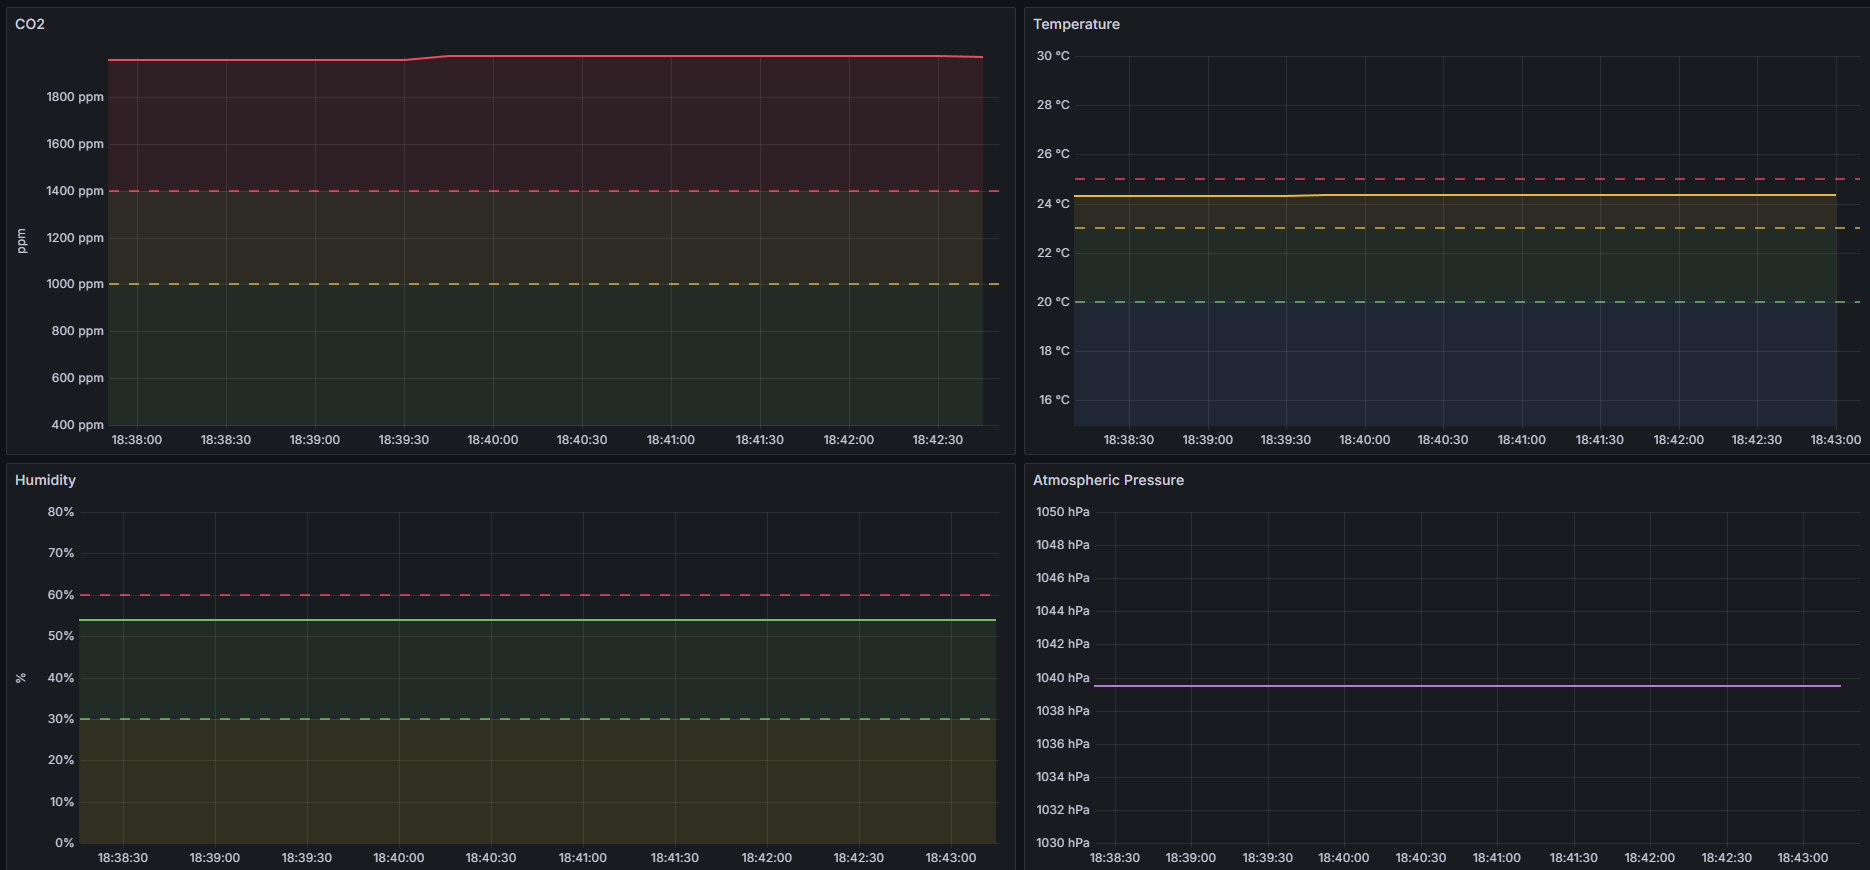 CO2
1800 ppm
1600 ppm
1400 ppm
1200 ppm
1000 ppm
800 ppm
600 ppm
400 ppm
ppm
18:38:00 18:38:30 18:39:00 18:39:30 18:40:00 18:40:30 18:41:00 18:41:30 18:42:00 18:42:30
Temperature
30 °C
28 °C
26 °C
24 °C
22 °C
20 °C
18 °C
16 °C
18:38:30 18:39:00 18:39:30 18:40:00 18:40:30 18:41:00 18:41:30 18:42:00 18:42:30 18:43:00
Humidity
80%
70%
60%
50%
40%
30%
20%
10%
0%
%
18:38:30 18:39:00 18:39:30 18:40:00 18:40:30 18:41:00 18:41:30 18:42:00 18:42:30 18:43:00
Atmospheric Pressure
1050 hPa
1048 hPa
1046 hPa
1044 hPa
1042 hPa
1040 hPa
1038 hPa
1036 hPa
1034 hPa
1032 hPa
1030 hPa
18:38:30 18:39:00 18:39:30 18:40:00 18:40:30 18:41:00 18:41:30 18:42:00 18:42:30 18:43:00